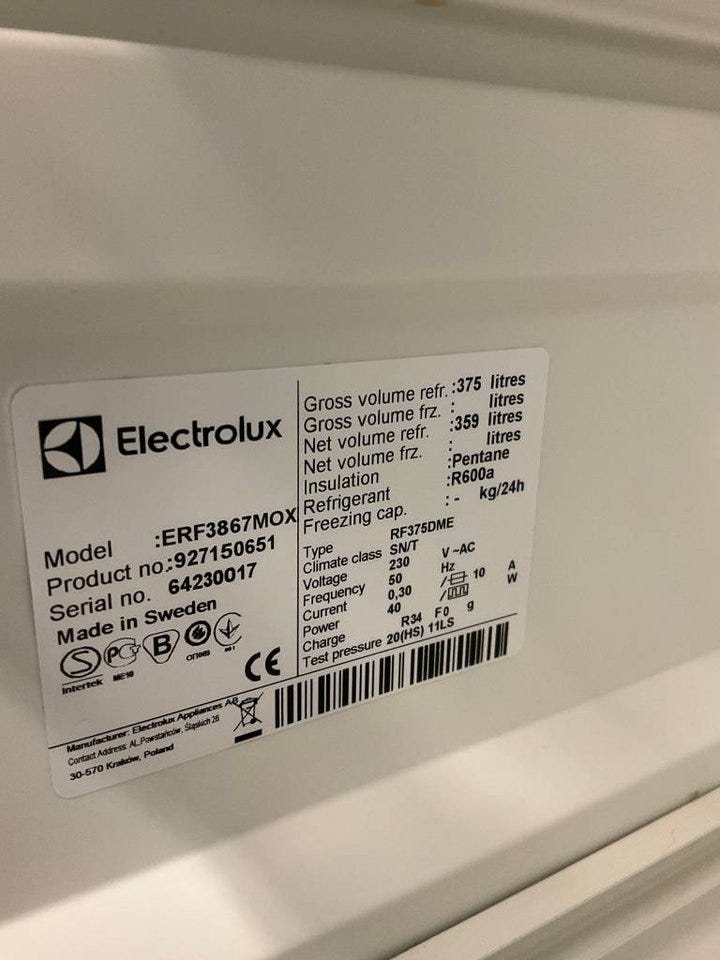 Electrolux
Model :ERF3867MOX
Product no.:927150651
Serial no. 64230017
Made in Sweden
Intertek ME10
B
CE
Manufacturer: Electrolux Appliances AB
Contact Address: AL.Powstańców, Śląskich 26
30-570 Kraków, Poland
Gross volume refr. :375 litres
Gross volume frz. : litres
Net volume refr. :359 litres
Net volume frz. : litres
Insulation :Pentane
Refrigerant :R600a
Freezing cap. :- kg/24h
Type RF375DME
Climate class SN/T
Voltage 230 V ~AC
Frequency 50 Hz
Current 0,30 / 10 A
Power 40 / W
Charge R34 F0 g
Test pressure 20(HS) 11LS